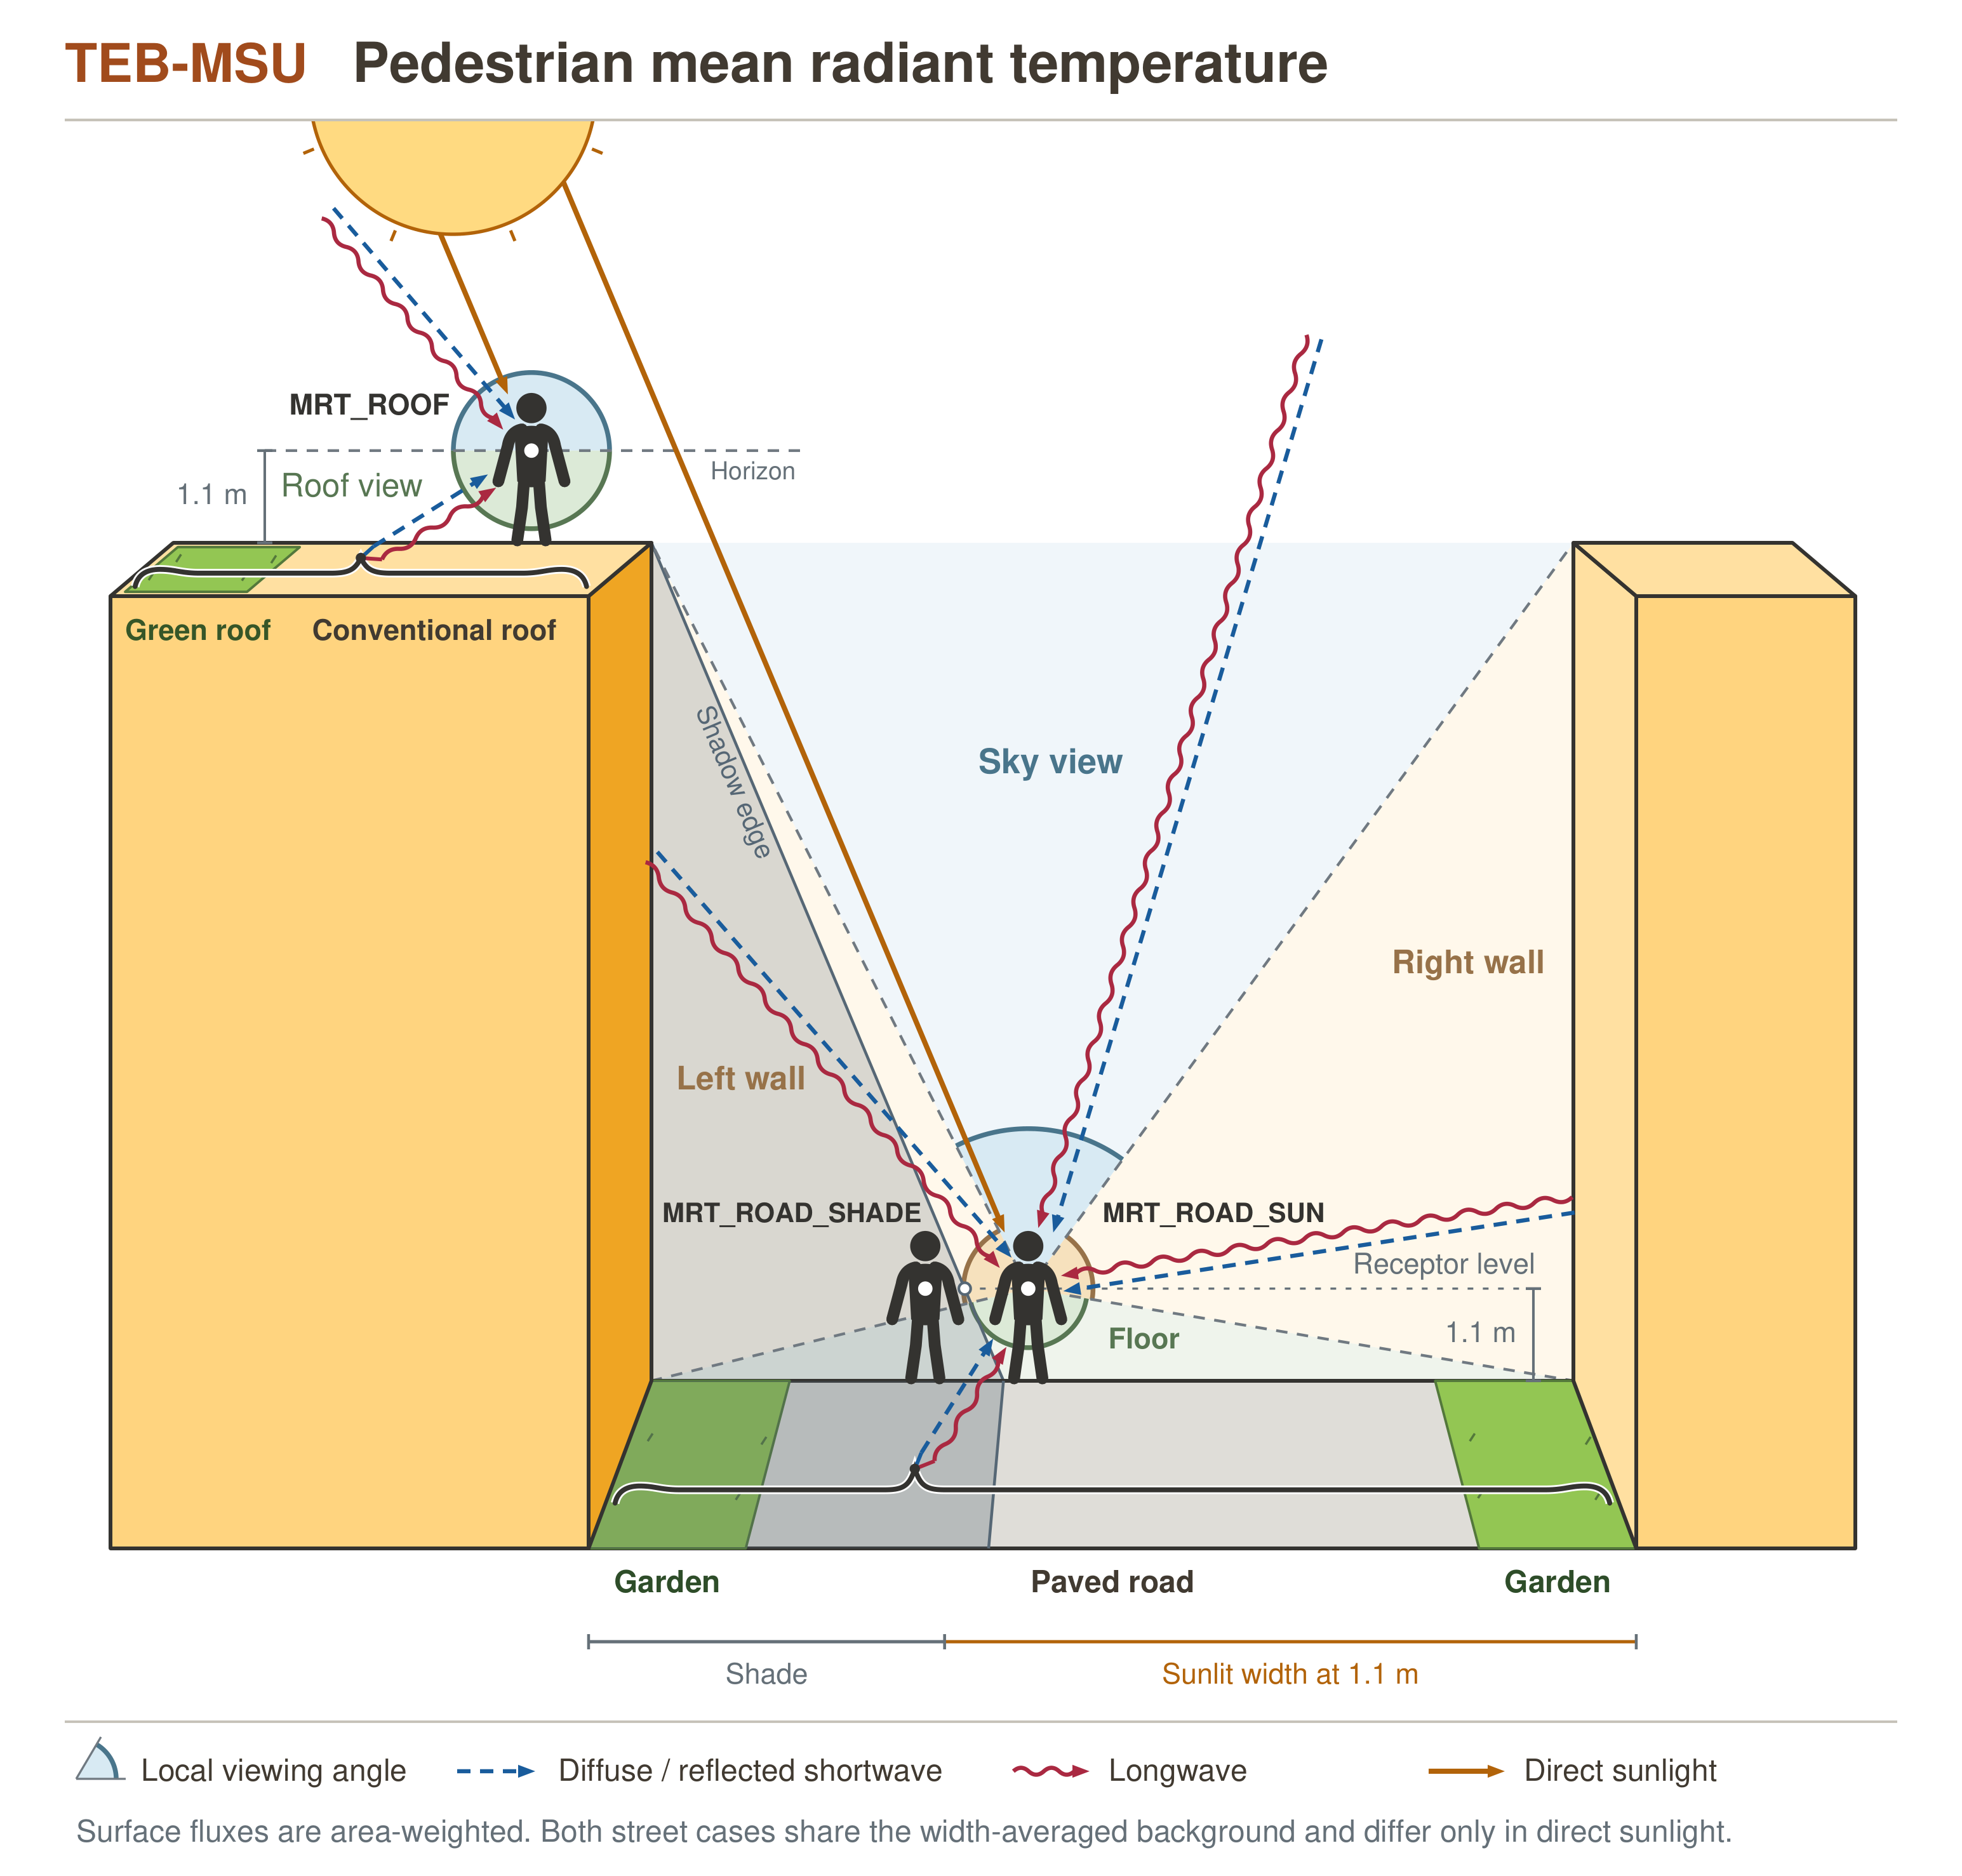 TEB-MSU Pedestrian mean radiant temperature
MRT_ROOF
Horizon
Roof view
1.1 m
Green roof
Conventional roof
Shadow edge
Sky view
Right wall
Left wall
MRT_ROAD_SHADE
MRT_ROAD_SUN
Receptor level
1.1 m
Floor
Garden
Paved road
Garden
Shade
Sunlit width at 1.1 m
Local viewing angle
Diffuse / reflected shortwave
Longwave
Direct sunlight
Surface fluxes are area-weighted. Both street cases share the width-averaged background and differ only in direct sunlight.